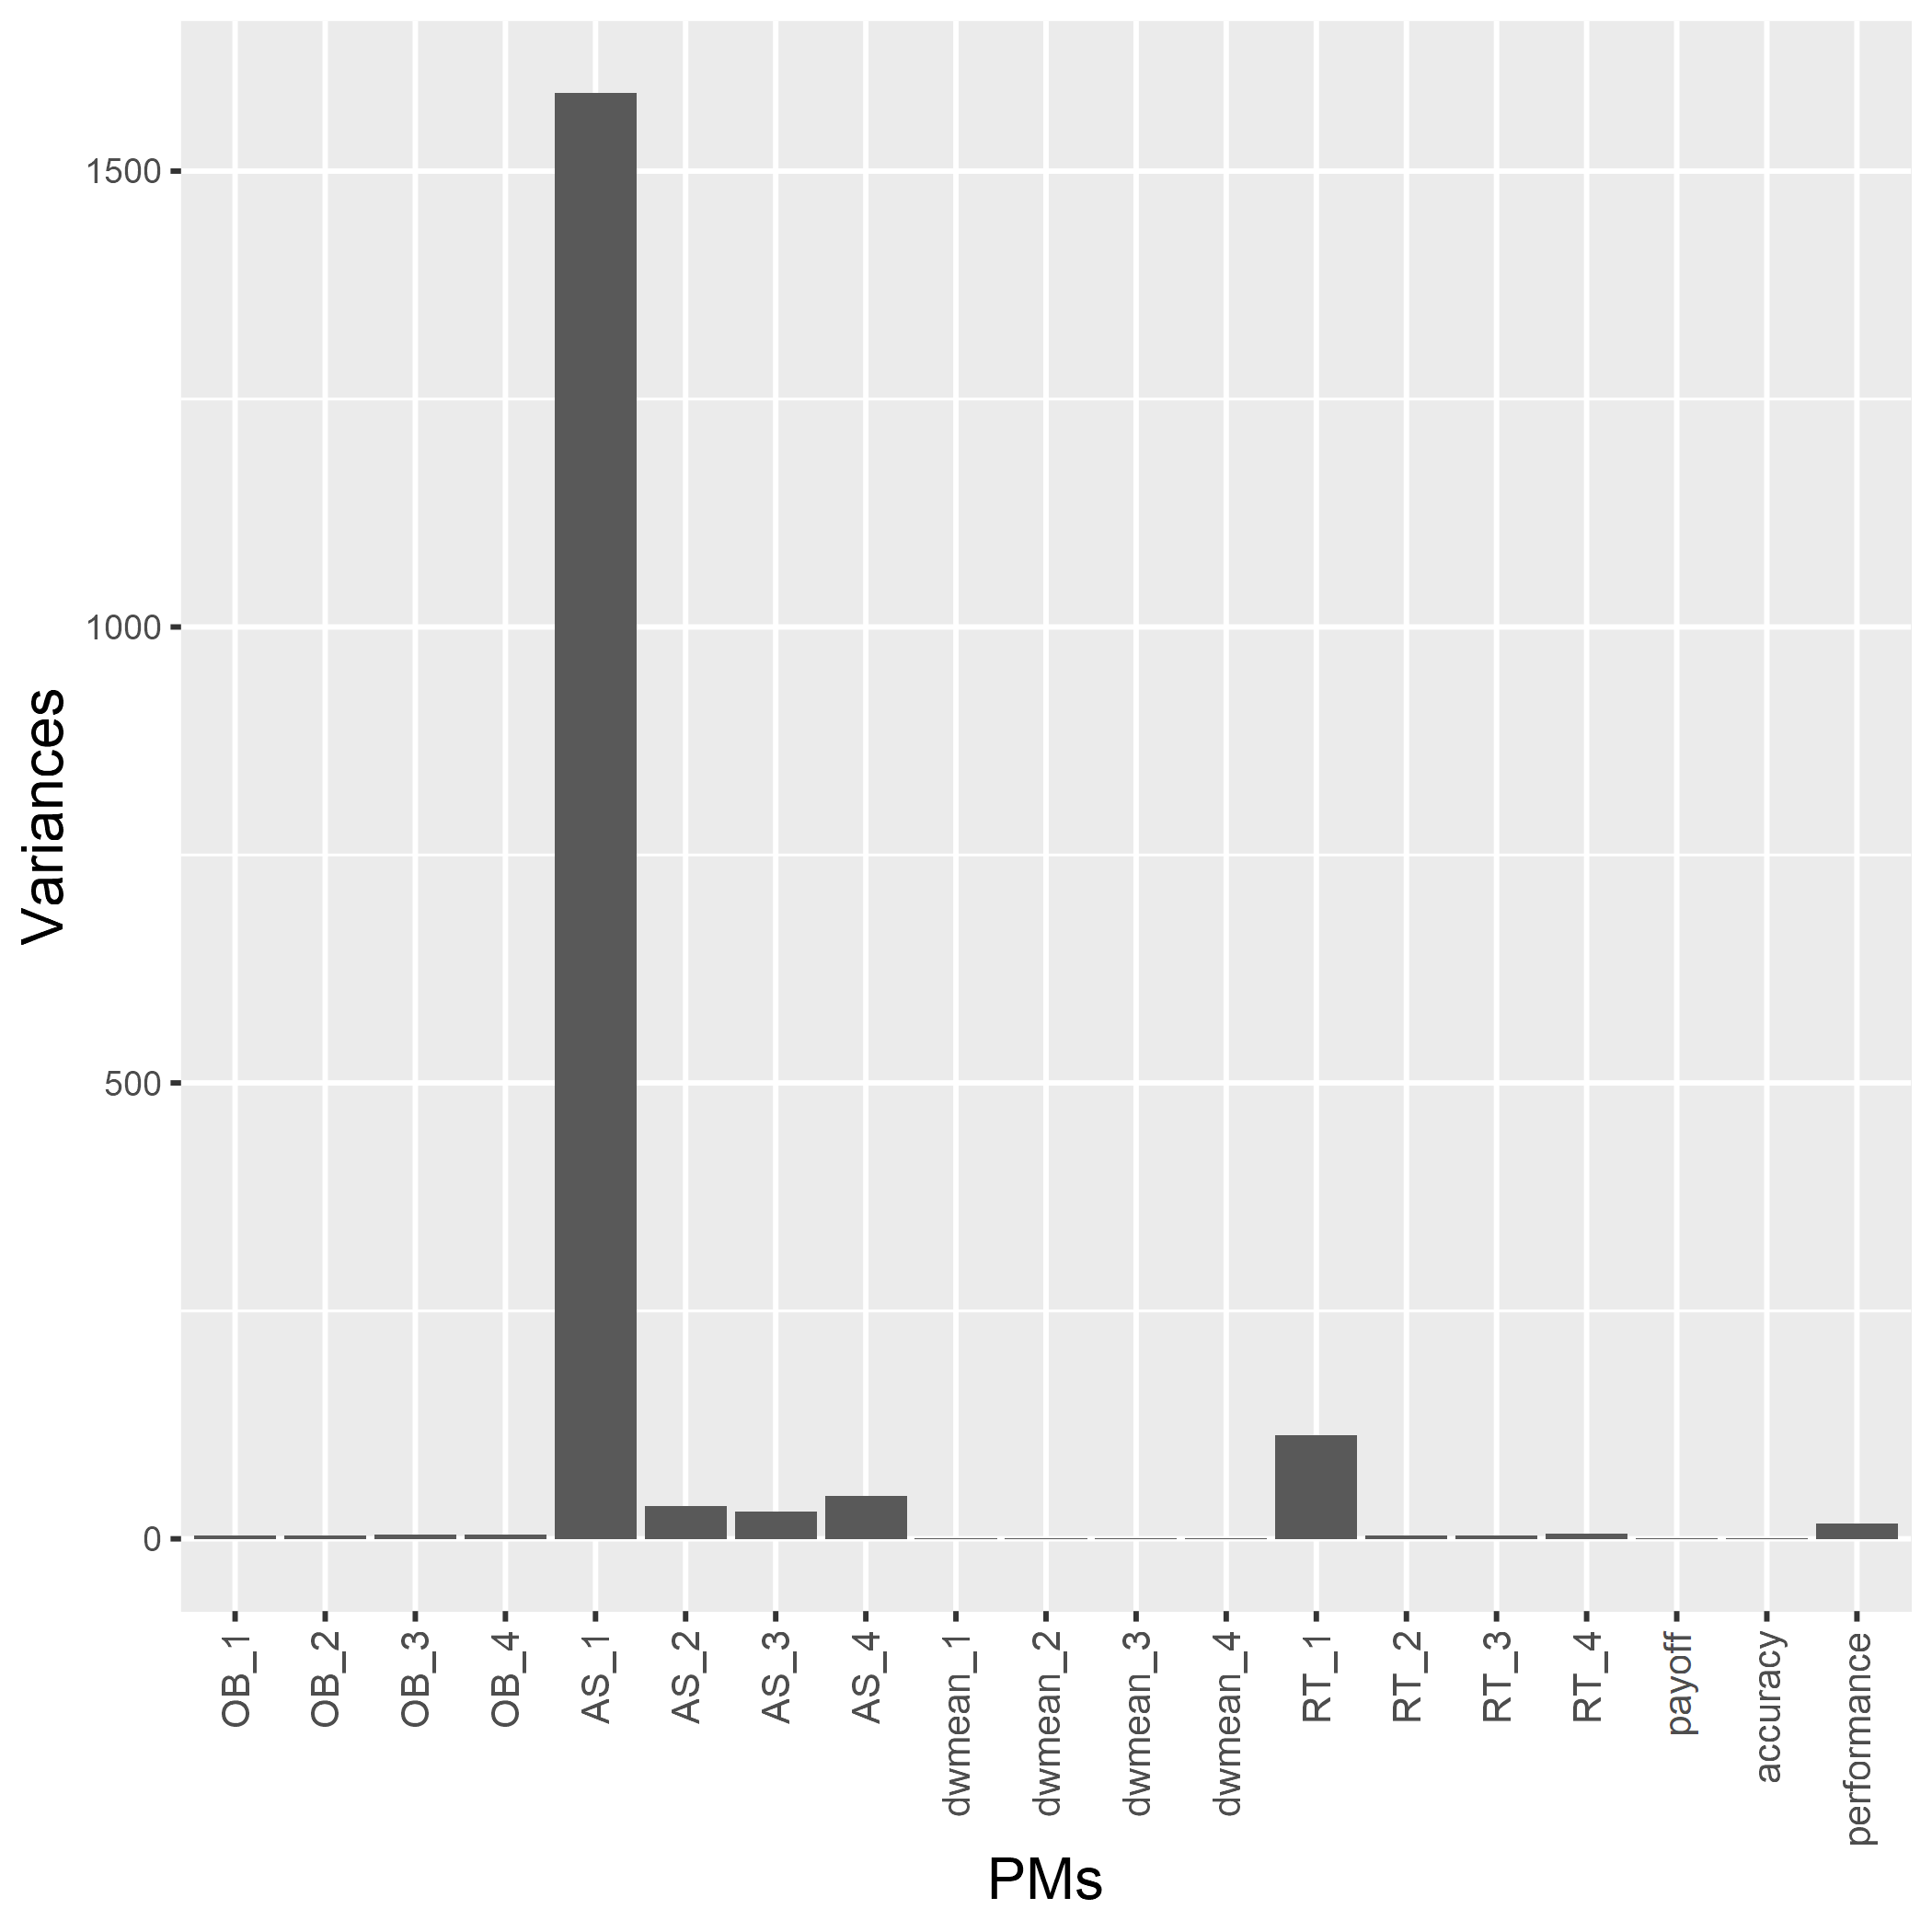 Variances
1500
1000
500
0
OB_1
OB_2
OB_3
OB_4
AS_1
AS_2
AS_3
AS_4
dwmean_1
dwmean_2
dwmean_3
dwmean_4
RT_1
RT_2
RT_3
RT_4
payoff
accuracy
performance
PMs